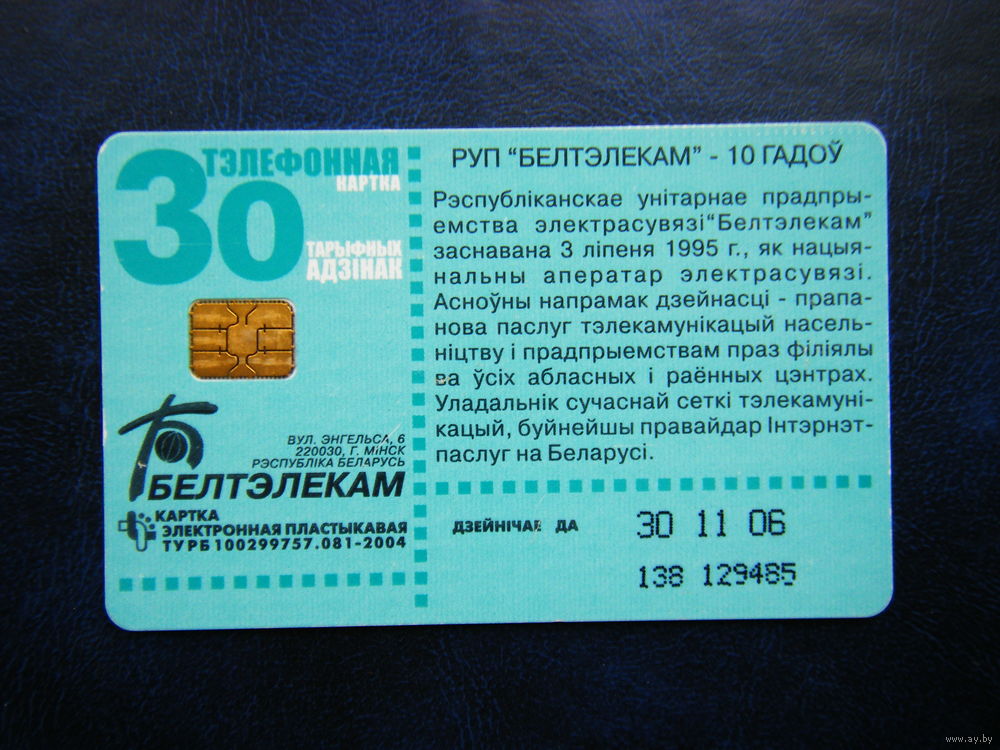 ТЭЛЕФОННАЯ
КАРТКА
30
ТАРЫФНЫХ
АДЗІНАК
ВУЛ. ЭНГЕЛЬСА, 6
220030, Г. МІНСК
РЭСПУБЛІКА БЕЛАРУСЬ
БЕЛТЭЛЕКАМ
КАРТКА
ЭЛЕКТРОННАЯ ПЛАСТЫКАВАЯ
ТУ РБ 100299757.081-2004
РУП “БЕЛТЭЛЕКАМ” - 10 ГАДОЎ
Рэспубліканскае унітарнае прадпры-
емства электрасувязі“Белтэлекам”
заснавана 3 ліпеня 1995 г., як нацыя-
нальны аператар электрасувязі.
Асноўны напрамак дзейнасці - прапа-
нова паслуг тэлекамунікацый насель-
ніцтву і прадпрыемствам праз філіялы
ва ўсіх абласных і раённых цэнтрах.
Уладальнік сучаснай сеткі тэлекамуні-
кацый, буйнейшы правайдар Інтэрнэт-
паслуг на Беларусі.
ДЗЕЙНІЧАЕ ДА 30 11 06
138 129485
www.ay.by